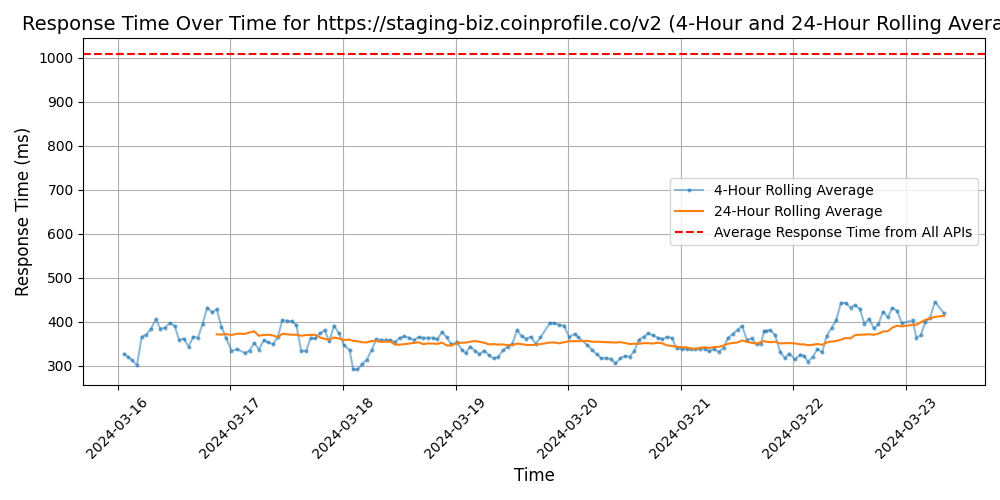 Response Time Over Time for https://staging-biz.coinprofile.co/v2 (4-Hour and 24-Hour Rolling Avera
Response Time (ms)
1000
900
800
700
600
500
400
300
4-Hour Rolling Average
24-Hour Rolling Average
Average Response Time from All APIs
2024-03-16
2024-03-17
2024-03-18
2024-03-19
2024-03-20
2024-03-21
2024-03-22
2024-03-23
Time